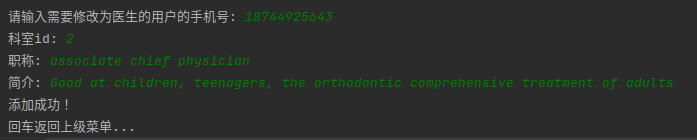 请输入需要修改为医生的用户的手机号: 18744925643
科室id: 2
职称: associate chief physician
简介: Good at children, teenagers, the orthodontic comprehensive treatment of adults
添加成功！
回车返回上级菜单...